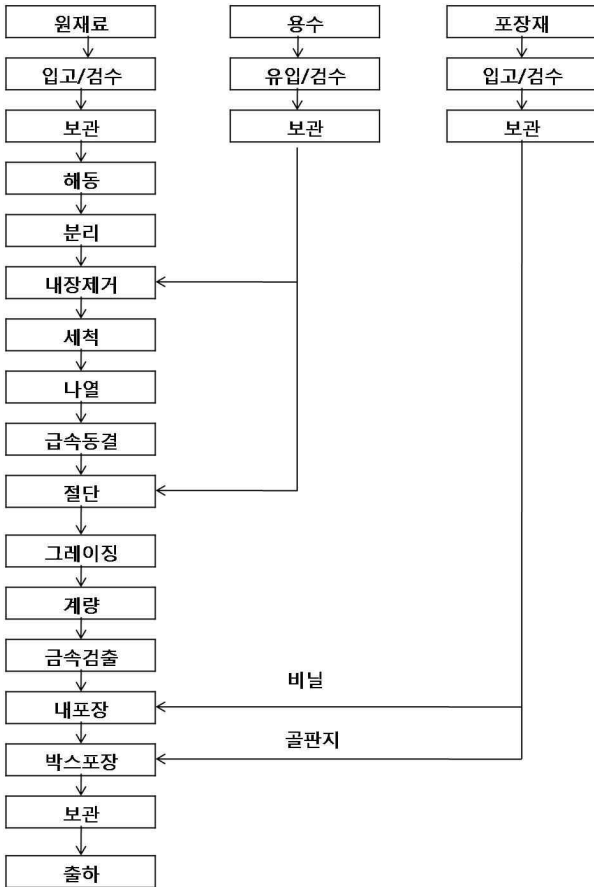 원재료
용수
포장재
입고/검수
유입/검수
입고/검수
보관
보관
보관
해동
분리
내장제거
세척
나열
급속동결
절단
그레이징
계량
금속검출
비닐
내포장
골판지
박스포장
보관
출하